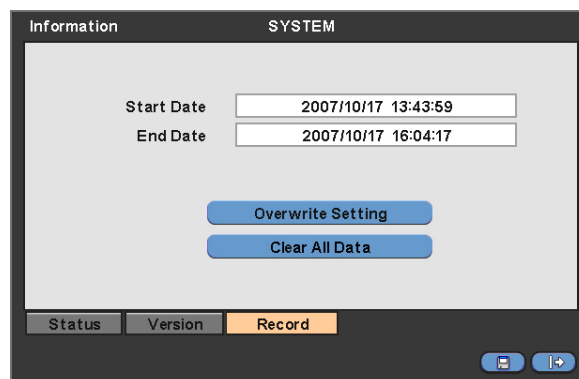 Information SYSTEM
Start Date 2007/10/17 13:43:59
End Date 2007/10/17 16:04:17
Overwrite Setting
Clear All Data
Status Version Record